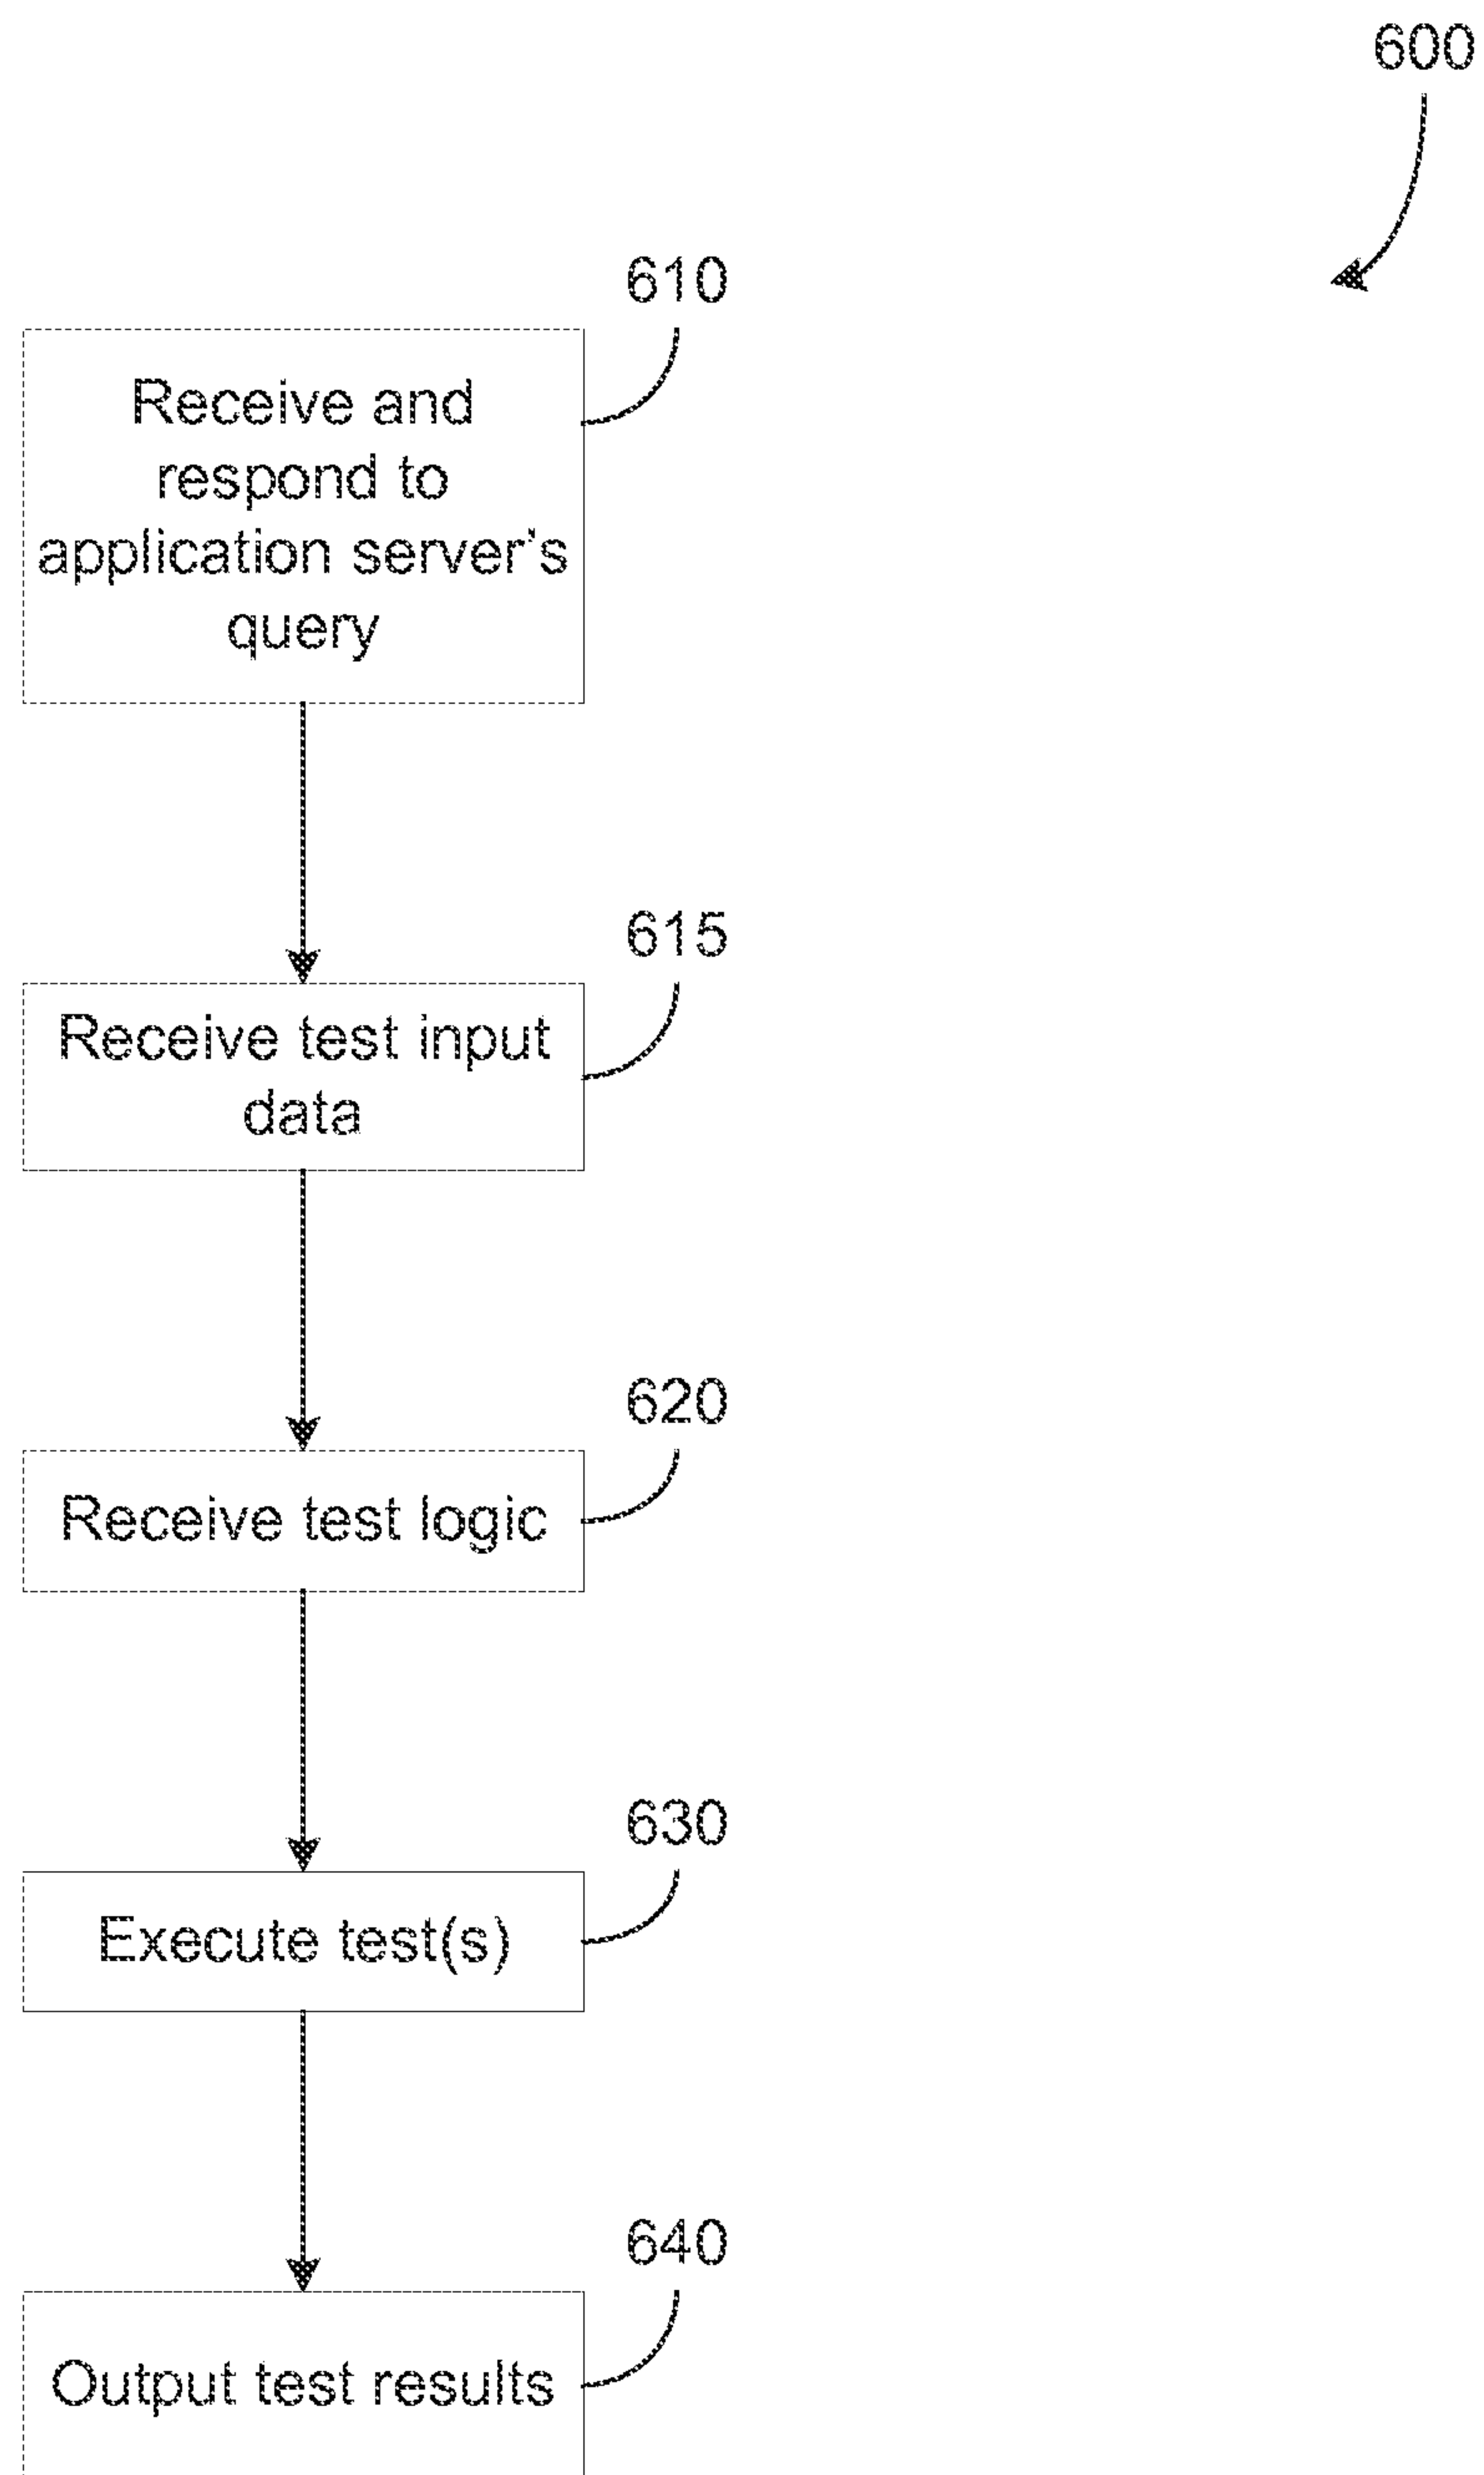 600
610
Receive and
respond to
application server's
query
615
Receive test input
data
620
Receive test logic
630
Execute test(s)
640
Output test results